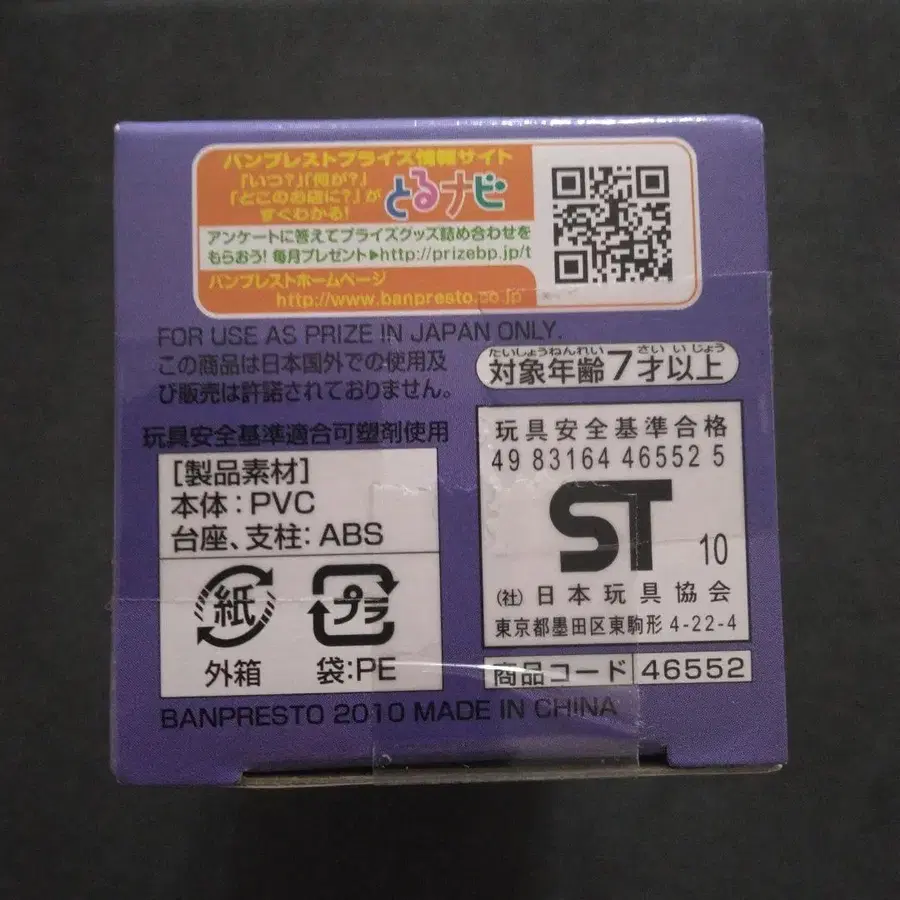 バンプレストプライズ情報サイト
「いつ?」「何が?」
「どこのお店に?」が
すぐわかる!
とるナビ
アンケートに答えてプライズグッズ詰め合わせを
もらおう! 毎月プレゼント▶http://prizebp.jp/t
バンプレストホームページ
http://www.banpresto.co.jp
FOR USE AS PRIZE IN JAPAN ONLY.
この商品は日本国外での使用及
び販売は許諾されておりません。
たいしょうねんれい さい いじょう
対象年齢7才以上
玩具安全基準適合可塑剤使用
[製品素材]
本体:PVC
台座、支柱:ABS
紙
プラ
外箱 袋:PE
玩具安全基準合格
49 83164 46552 5
ST 10
(社)日本玩具協会
東京都墨田区東駒形 4-22-4
商品コード 46552
BANPRESTO 2010 MADE IN CHINA